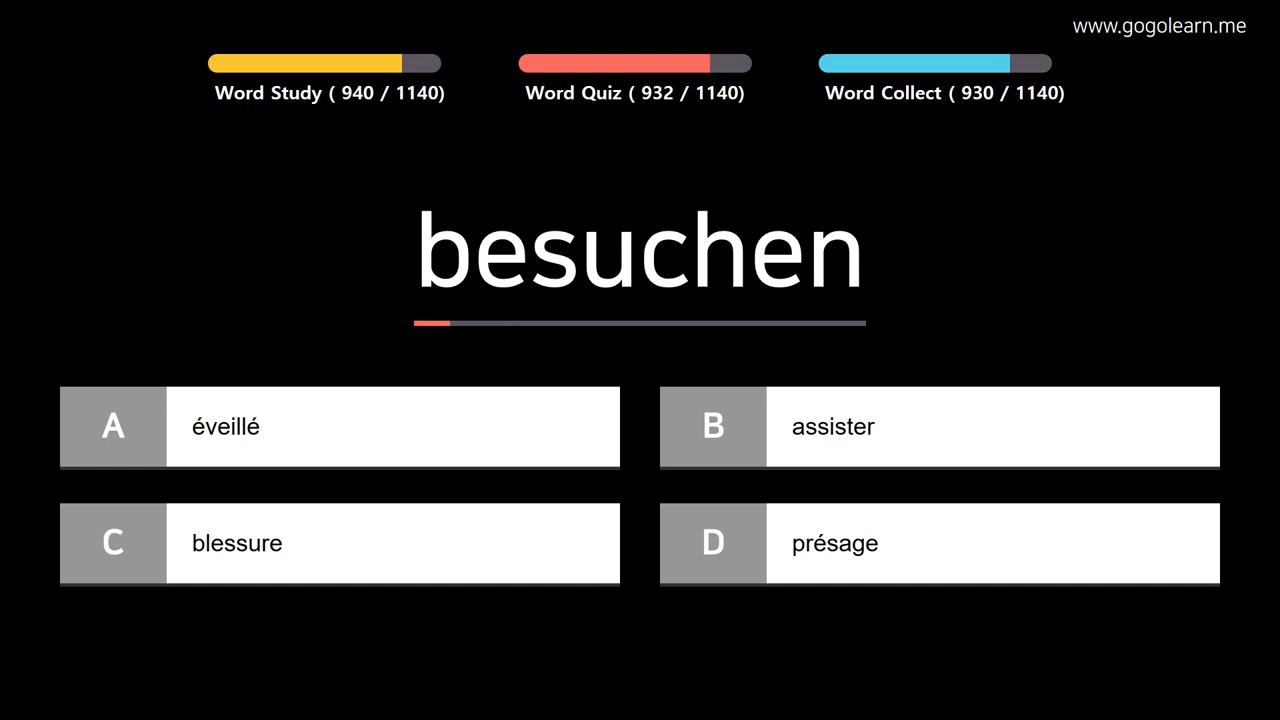 www.gogolearn.me
Word Study ( 940 / 1140)
Word Quiz ( 932 / 1140)
Word Collect ( 930 / 1140)
besuchen
A
éveillé
B
assister
C
blessure
D
présage